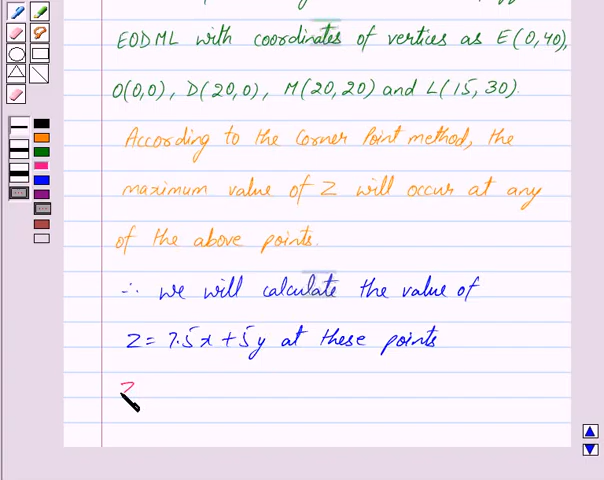 EODML with coordinates of vertices as E(0,40),
O(0,0), D(20,0), M(20,20) and L(15,30).
According to the Corner Point method, the
maximum value of Z will occur at any
of the above points.
∴ we will calculate the value of
Z = 7.5x + 5y at these points
Z